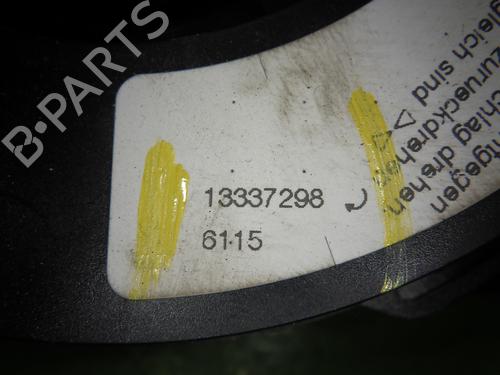 B-PARTS
13337298
61-15
gleich sind
zurueckdrehen
chlag drehen,
ngegen